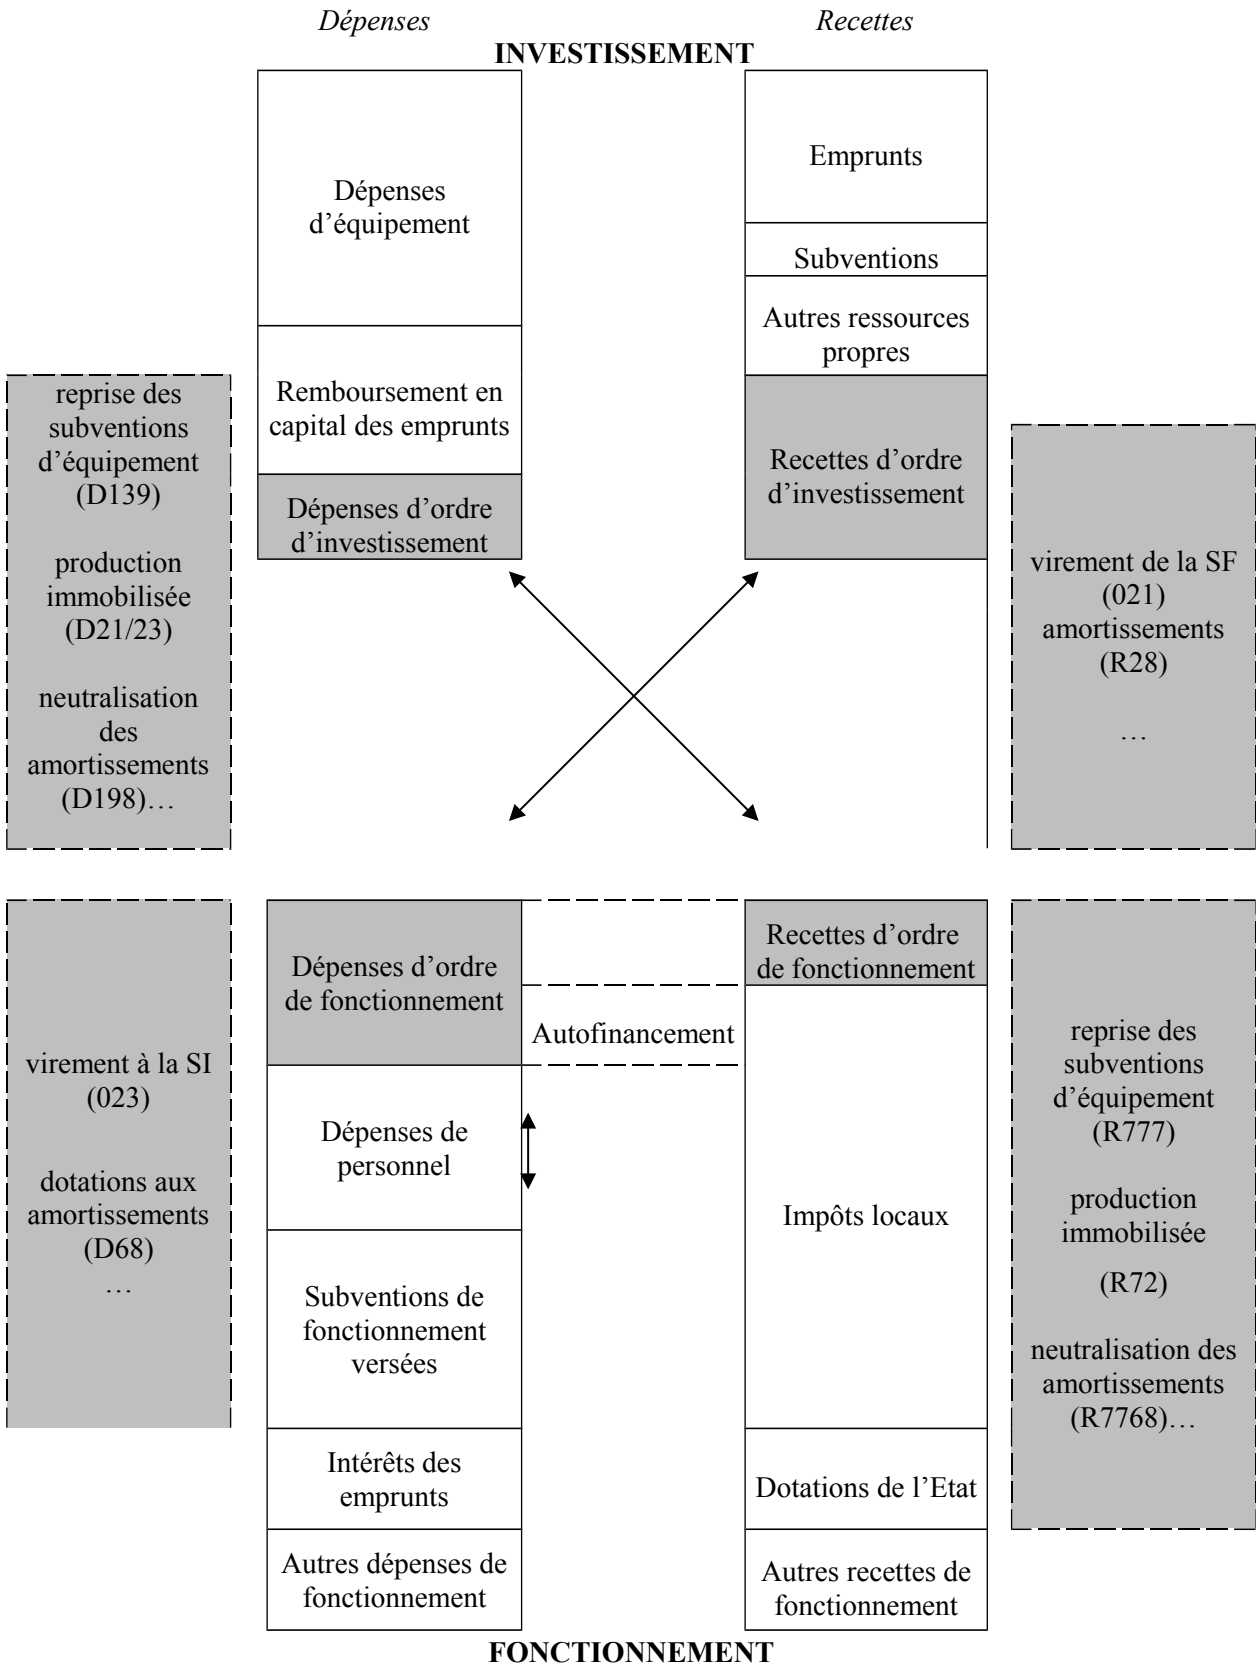 Dépenses
Recettes
INVESTISSEMENT
Dépenses
d’équipement
Remboursement en
capital des emprunts
Dépenses d’ordre
d’investissement
Emprunts
Subventions
Autres ressources
propres
Recettes d’ordre
d’investissement
reprise des
subventions
d’équipement
(D139)
production
immobilisée
(D21/23)
neutralisation
des
amortissements
(D198)…
virement de la SF
(021)
amortissements
(R28)
…
virement à la SI
(023)
dotations aux
amortissements
(D68)
…
Dépenses d’ordre
de fonctionnement
Dépenses de
personnel
Subventions de
fonctionnement
versées
Intérêts des
emprunts
Autres dépenses de
fonctionnement
Autofinancement
Recettes d’ordre
de fonctionnement
Impôts locaux
Dotations de l’Etat
Autres recettes de
fonctionnement
reprise des
subventions
d’équipement
(R777)
production
immobilisée
(R72)
neutralisation des
amortissements
(R7768)…
FONCTIONNEMENT